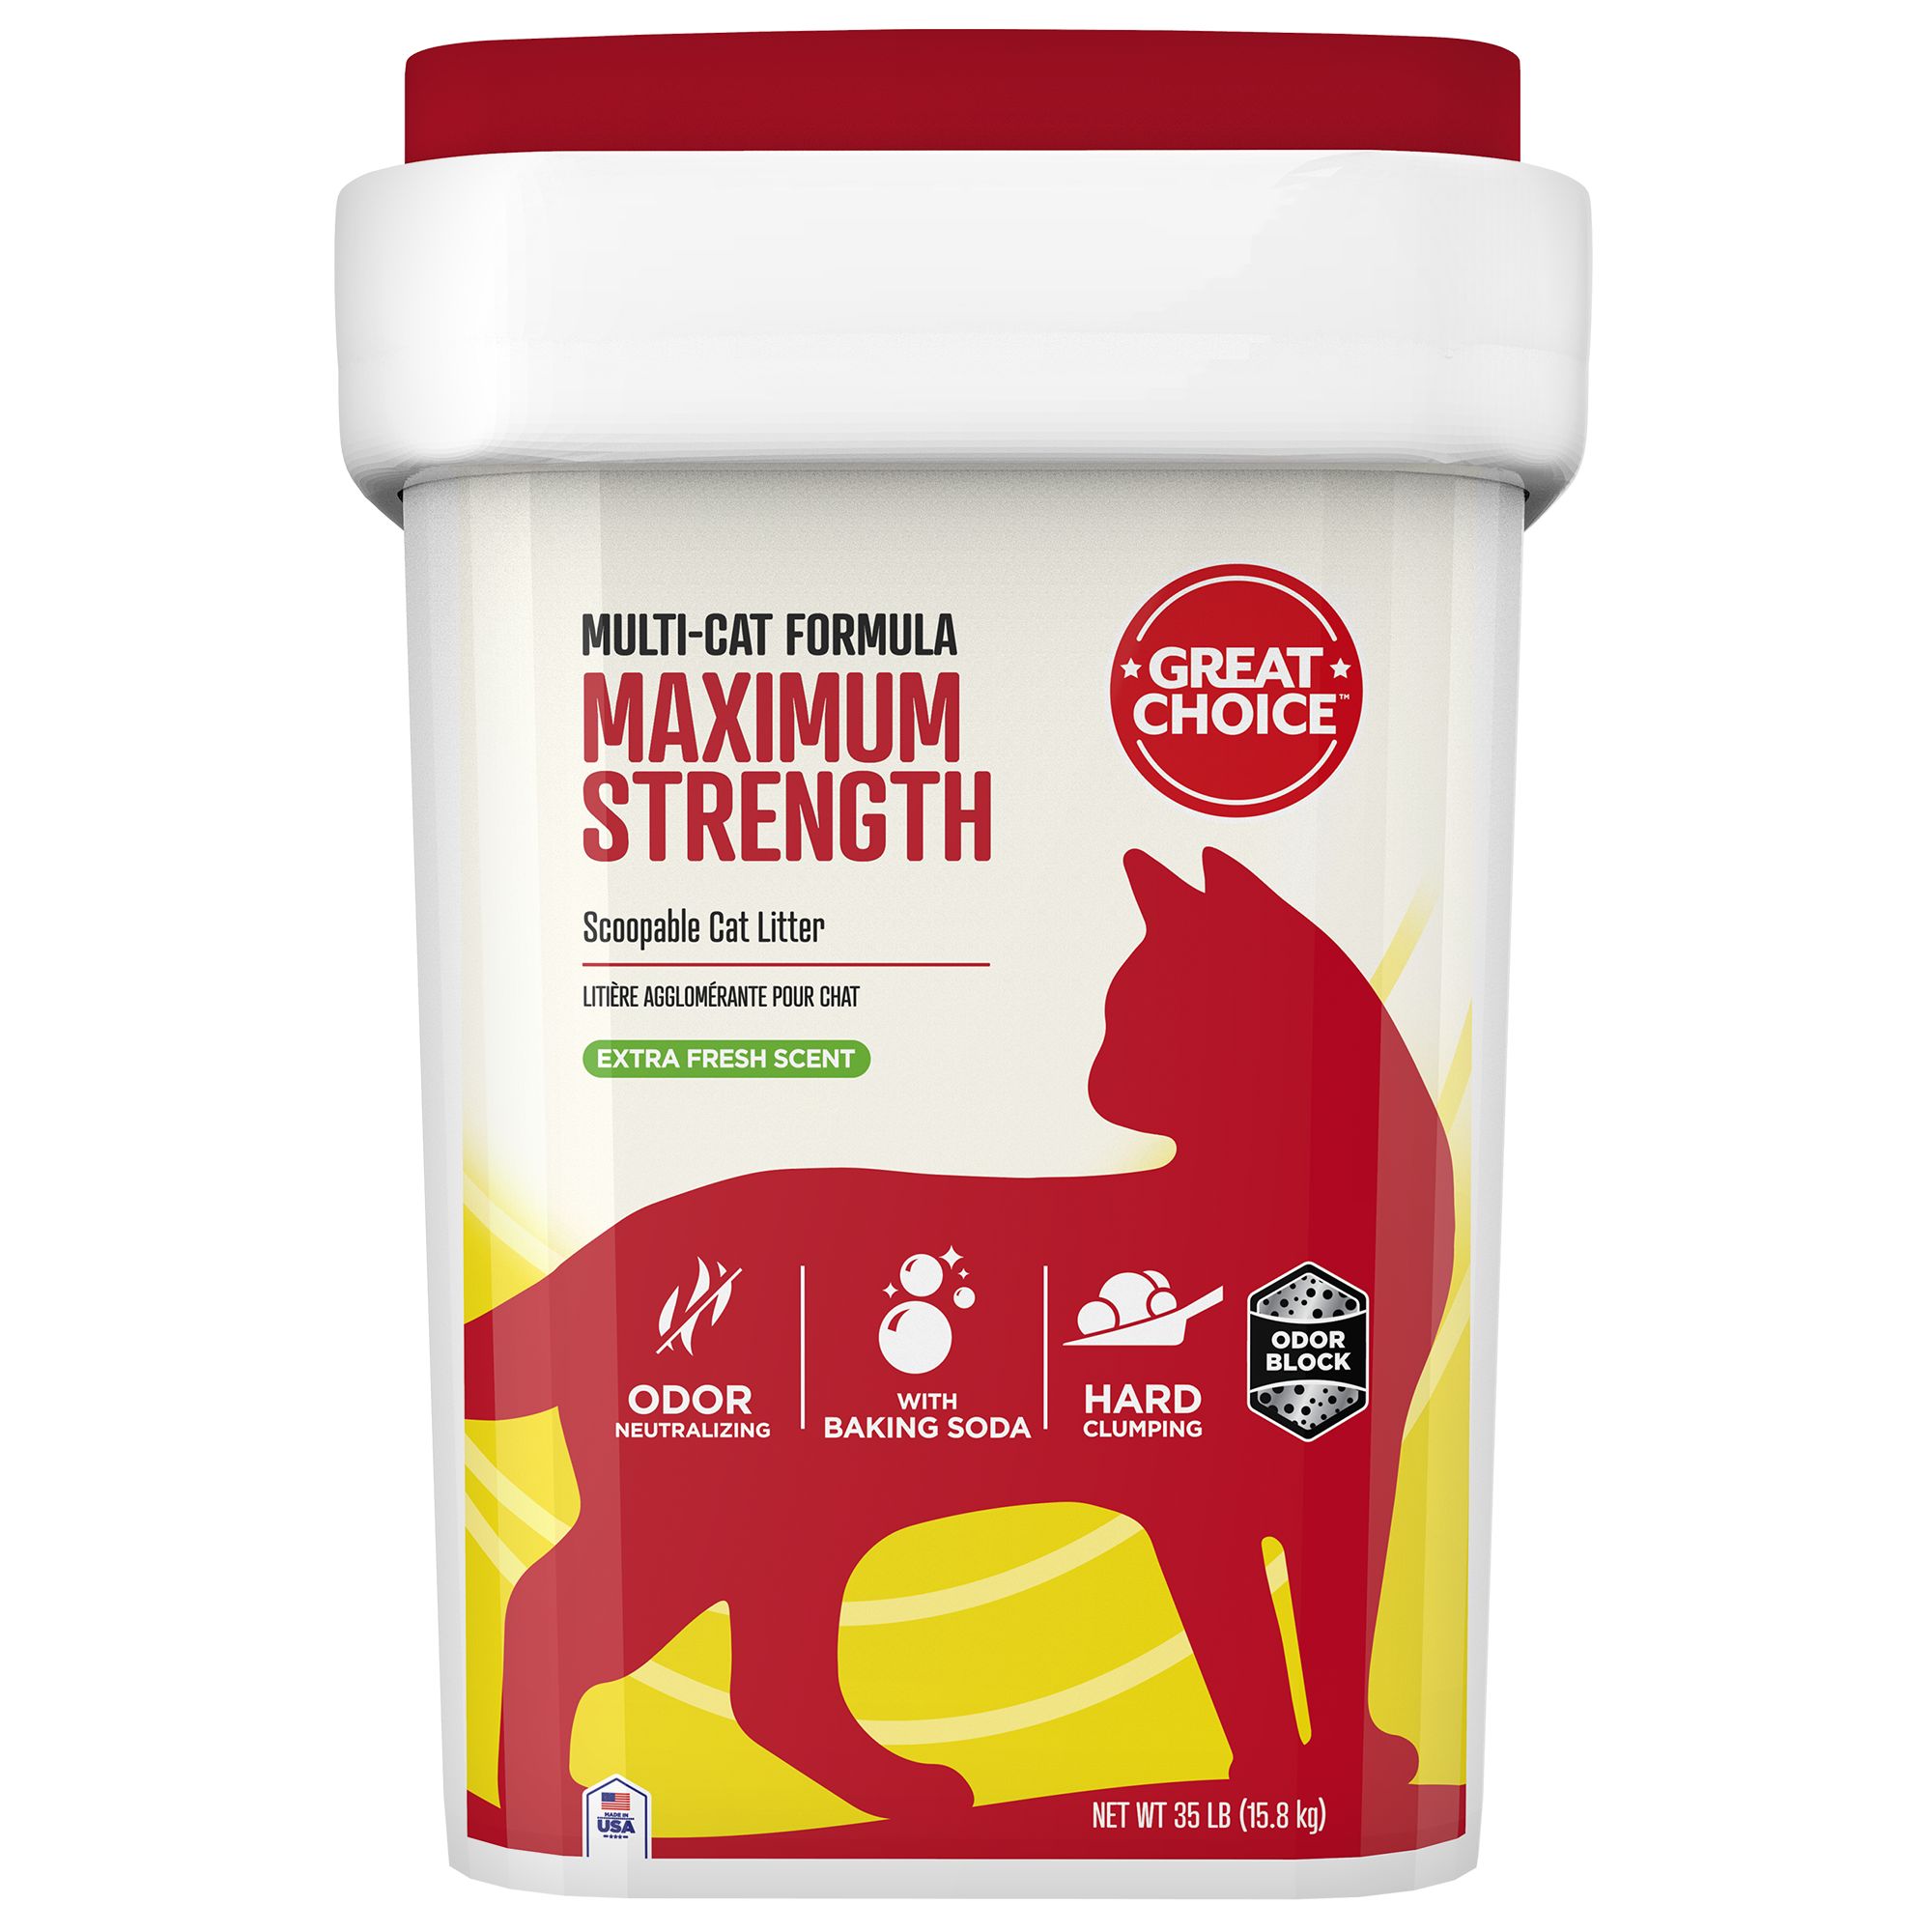 MULTI-CAT FORMULA
MAXIMUM
STRENGTH
GREAT
CHOICE™
Scoopable Cat Litter
LITIÈRE AGGLOMÉRANTE POUR CHAT
EXTRA FRESH SCENT
ODOR
NEUTRALIZING
WITH
BAKING SODA
HARD
CLUMPING
ODOR
BLOCK
MADE IN
USA
NET WT 35 LB (15.8 kg)